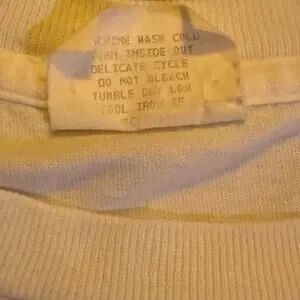 WASH COLD
INSIDE OUT
DELICATE CYCLE
DO NOT BLEACH
TUMBLE DRY LOW
COOL IRON IF